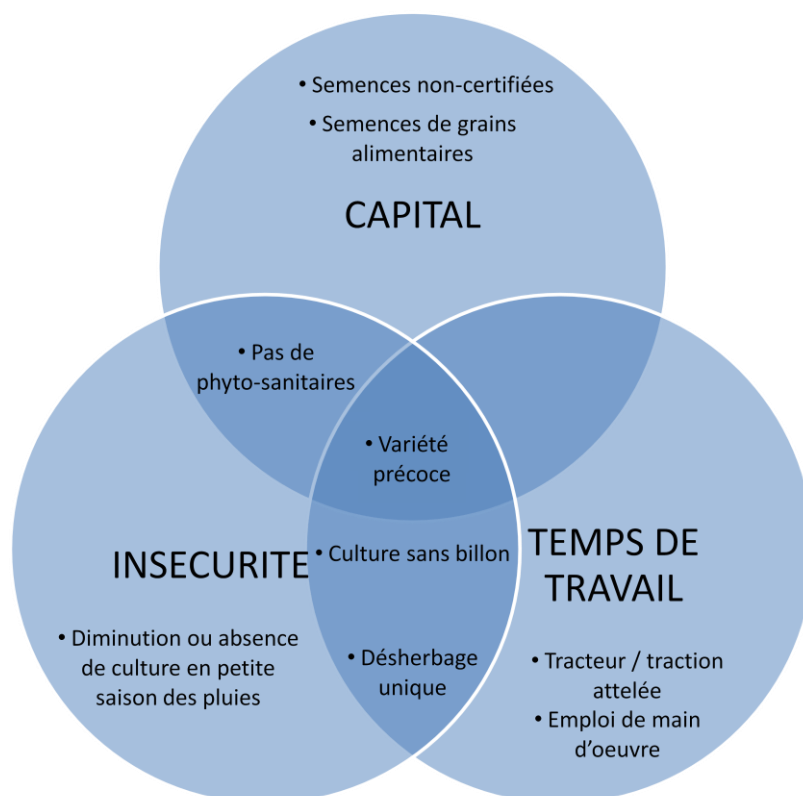 • Semences non-certifiées
• Semences de grains
alimentaires
CAPITAL
• Pas de
phyto-sanitaires
• Variété
précoce
INSECURITE
• Culture sans billon
TEMPS DE
TRAVAIL
• Diminution ou absence
de culture en petite
saison des pluies
• Désherbage
unique
• Tracteur / traction
attelée
• Emploi de main
d'oeuvre